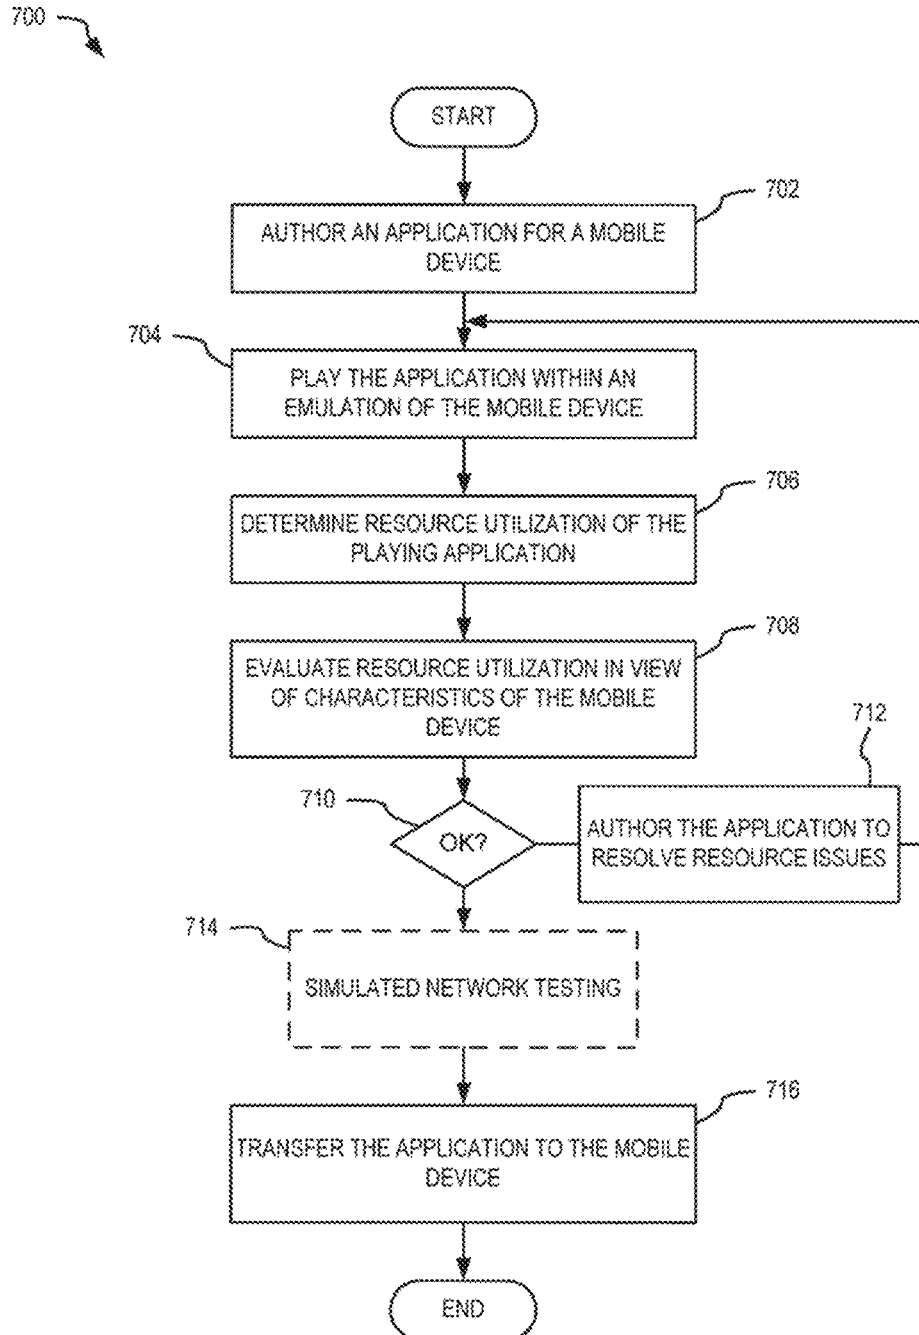 700
START
702
AUTHOR AN APPLICATION FOR A MOBILE
DEVICE
704
PLAY THE APPLICATION WITHIN AN
EMULATION OF THE MOBILE DEVICE
706
DETERMINE RESOURCE UTILIZATION OF THE
PLAYING APPLICATION
708
EVALUATE RESOURCE UTILIZATION IN VIEW
OF CHARACTERISTICS OF THE MOBILE
DEVICE
710
OK?
712
AUTHOR THE APPLICATION TO
RESOLVE RESOURCE ISSUES
714
SIMULATED NETWORK TESTING
716
TRANSFER THE APPLICATION TO THE MOBILE
DEVICE
END